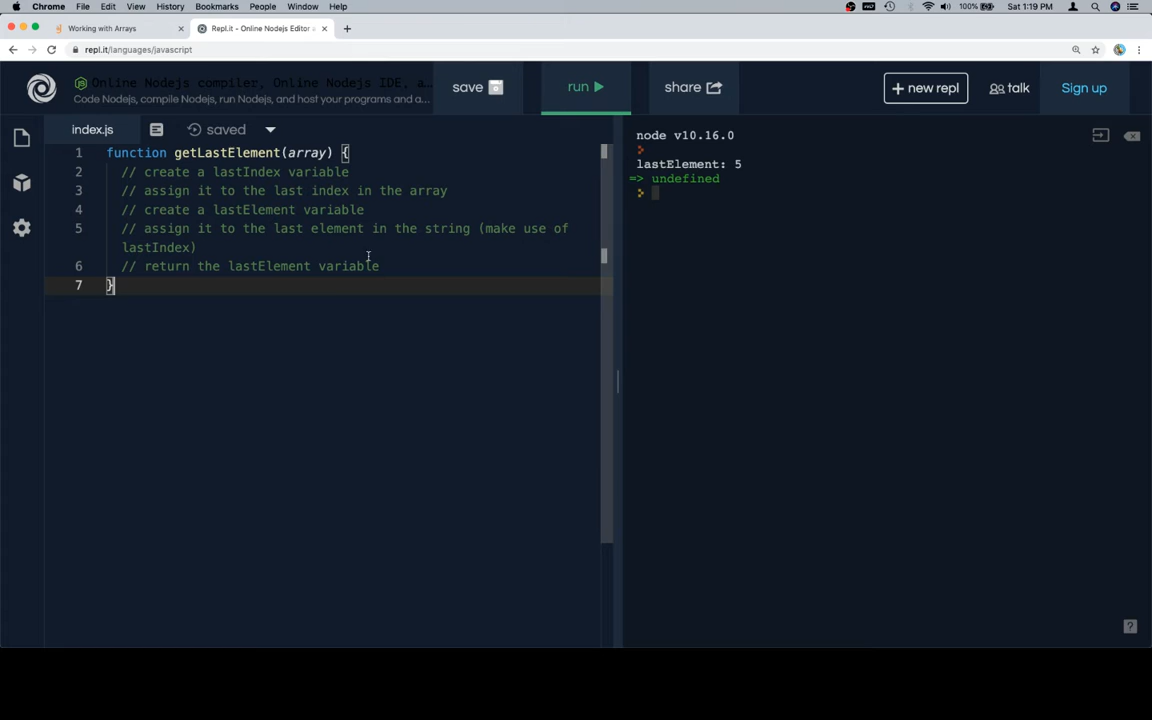 Chrome File Edit View History Bookmarks People Window Help 100% Sat 1:19 PM
Working with Arrays Repl.it - Online Nodejs Editor
repl.it/languages/javascript
Online Nodejs compiler, Online Nodejs IDE, a...
Code Nodejs, compile Nodejs, run Nodejs, and host your programs and a...
save run share + new repl talk Sign up
index.js saved
1 function getLastElement(array) {
2 // create a lastIndex variable
3 // assign it to the last index in the array
4 // create a lastElement variable
5 // assign it to the last element in the string (make use of
lastIndex)
6 // return the lastElement variable
7 }
node v10.16.0
lastElement: 5
=> undefined
?